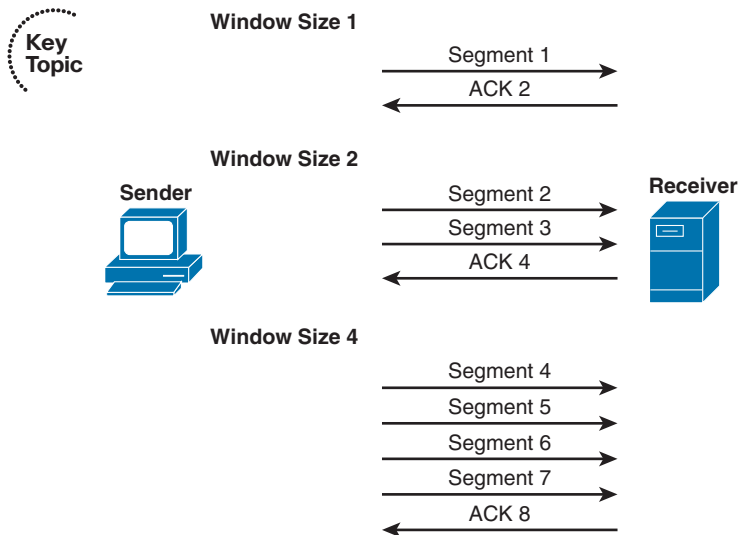 Key
Topic
Window Size 1
Segment 1
ACK 2
Window Size 2
Sender
Receiver
Segment 2
Segment 3
ACK 4
Window Size 4
Segment 4
Segment 5
Segment 6
Segment 7
ACK 8